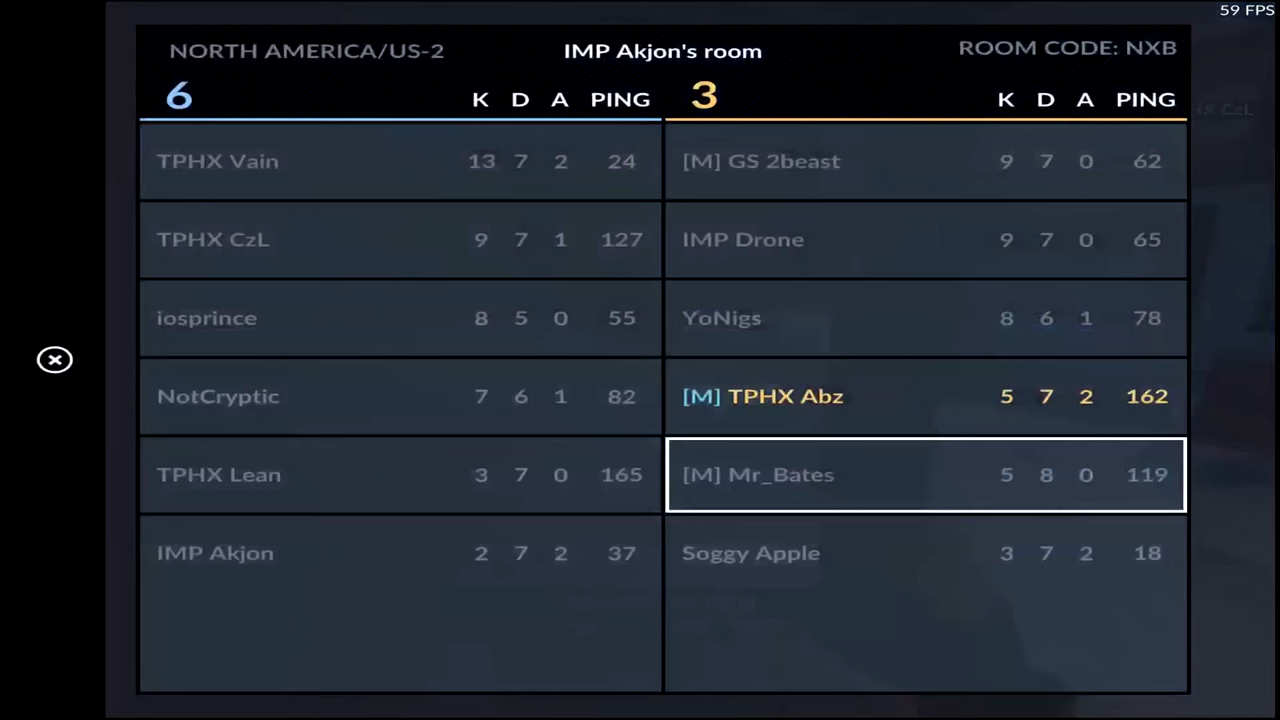 59 FPS
NORTH AMERICA/US-2 IMP Akjon's room ROOM CODE: NXB
6 K D A PING 3 K D A PING
TPHX Vain 13 7 2 24 [M] GS 2beast 9 7 0 62
TPHX CzL 9 7 1 127 IMP Drone 9 7 0 65
iosprince 8 5 0 55 YoNigs 8 6 1 78
NotCryptic 7 6 1 82 [M] TPHX Abz 5 7 2 162
TPHX Lean 3 7 0 165 [M] Mr_Bates 5 8 0 119
IMP Akjon 2 7 2 37 Soggy Apple 3 7 2 18